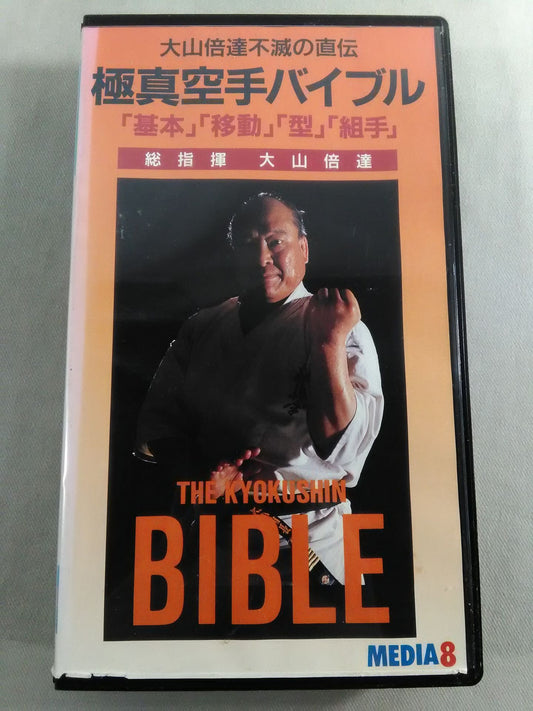 大山倍達不滅の直伝
極真空手バイブル
「基本」「移動」「型」「組手」
総指揮 大山倍達
THE KYOKUSHIN
BIBLE
MEDIA8